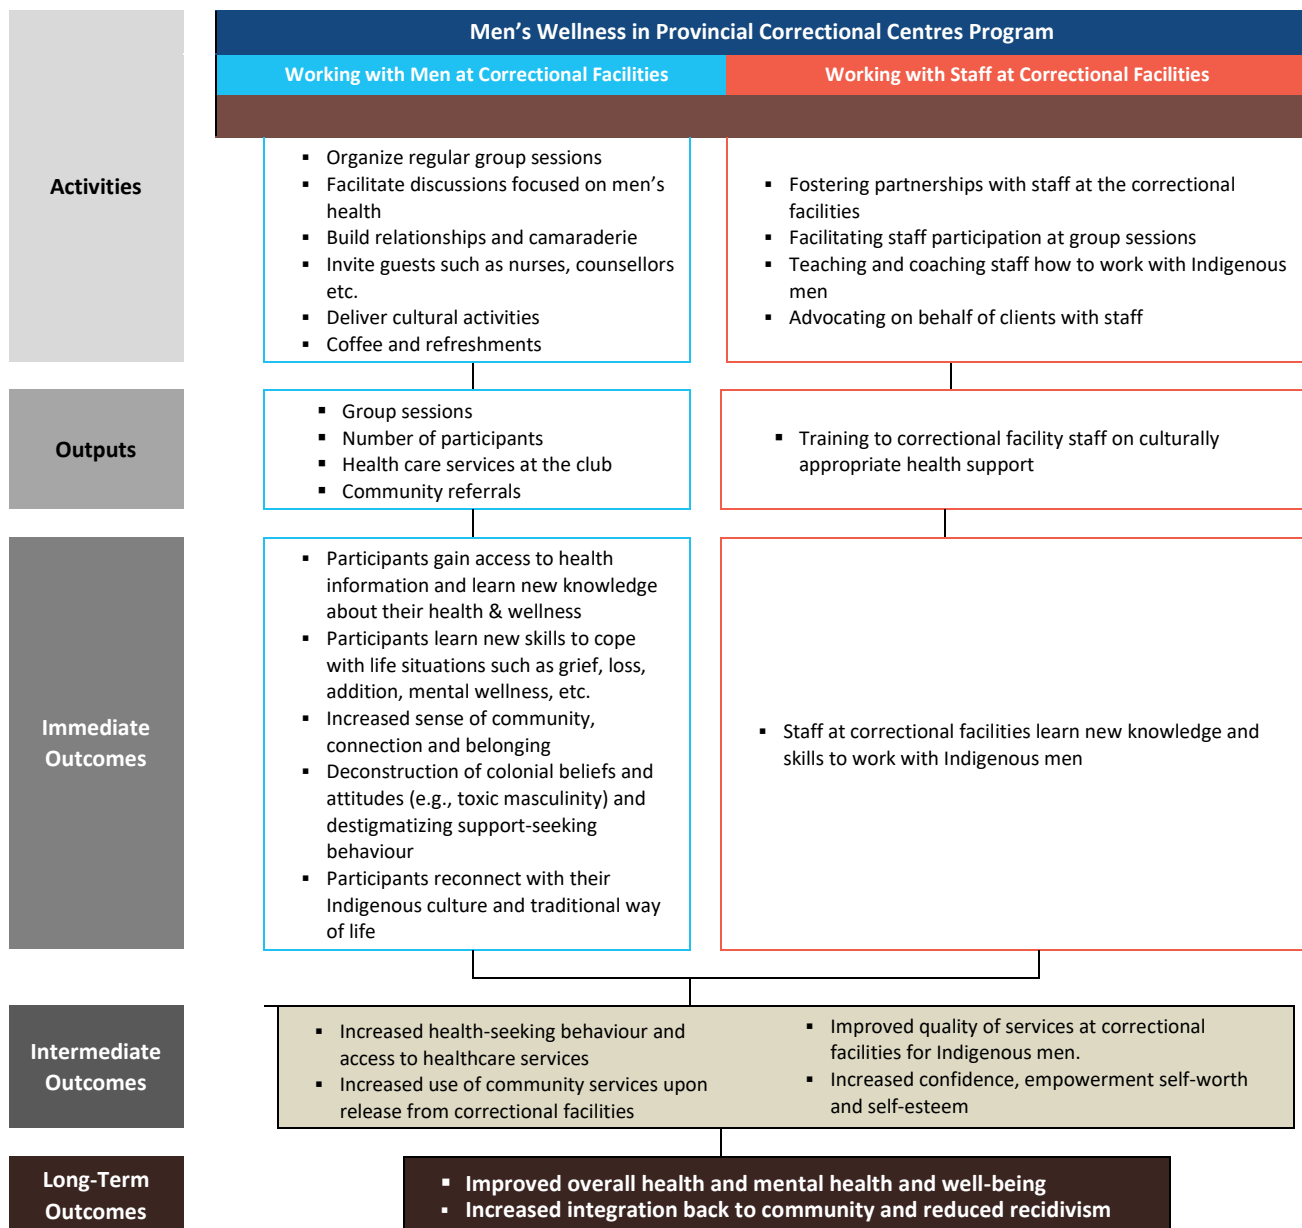 Men’s Wellness in Provincial Correctional Centres Program
Working with Men at Correctional Facilities
Working with Staff at Correctional Facilities
Activities
▪ Organize regular group sessions
▪ Facilitate discussions focused on men’s
health
▪ Build relationships and camaraderie
▪ Invite guests such as nurses, counsellors
etc.
▪ Deliver cultural activities
▪ Coffee and refreshments
▪ Fostering partnerships with staff at the correctional
facilities
▪ Facilitating staff participation at group sessions
▪ Teaching and coaching staff how to work with Indigenous
men
▪ Advocating on behalf of clients with staff
Outputs
▪ Group sessions
▪ Number of participants
▪ Health care services at the club
▪ Community referrals
▪ Training to correctional facility staff on culturally
appropriate health support
Immediate
Outcomes
▪ Participants gain access to health
information and learn new knowledge
about their health & wellness
▪ Participants learn new skills to cope
with life situations such as grief, loss,
addition, mental wellness, etc.
▪ Increased sense of community,
connection and belonging
▪ Deconstruction of colonial beliefs and
attitudes (e.g., toxic masculinity) and
destigmatizing support-seeking
behaviour
▪ Participants reconnect with their
Indigenous culture and traditional way
of life
▪ Staff at correctional facilities learn new knowledge and
skills to work with Indigenous men
Intermediate
Outcomes
▪ Increased health-seeking behaviour and
access to healthcare services
▪ Increased use of community services upon
release from correctional facilities
▪ Improved quality of services at correctional
facilities for Indigenous men.
▪ Increased confidence, empowerment self-worth
and self-esteem
Long-Term
Outcomes
▪ Improved overall health and mental health and well-being
▪ Increased integration back to community and reduced recidivism